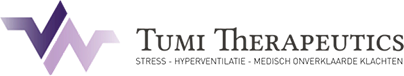 Tumi Therapeutics
STRESS - HYPERVENTILATIE - MEDISCH ONVERKLAARDE KLACHTEN